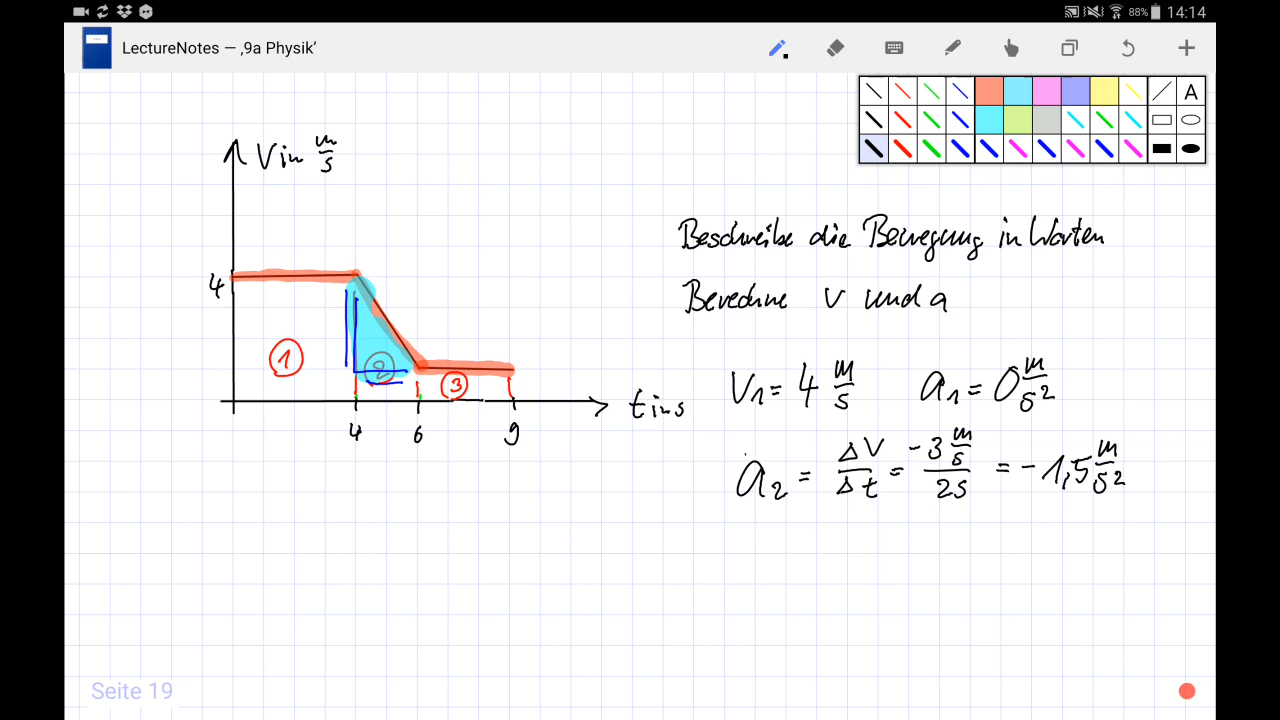 88% 14:14
LectureNotes – ‚9a Physik‘
A
V in m/s
4
1
2
3
4 6 9
t in s
Beschreibe die Bewegung in Worten
Berechne v und a
V1 = 4 m/s a1 = 0 m/s²
a2 = ΔV/Δt = -3 m/s / 2s = -1,5 m/s²
Seite 19